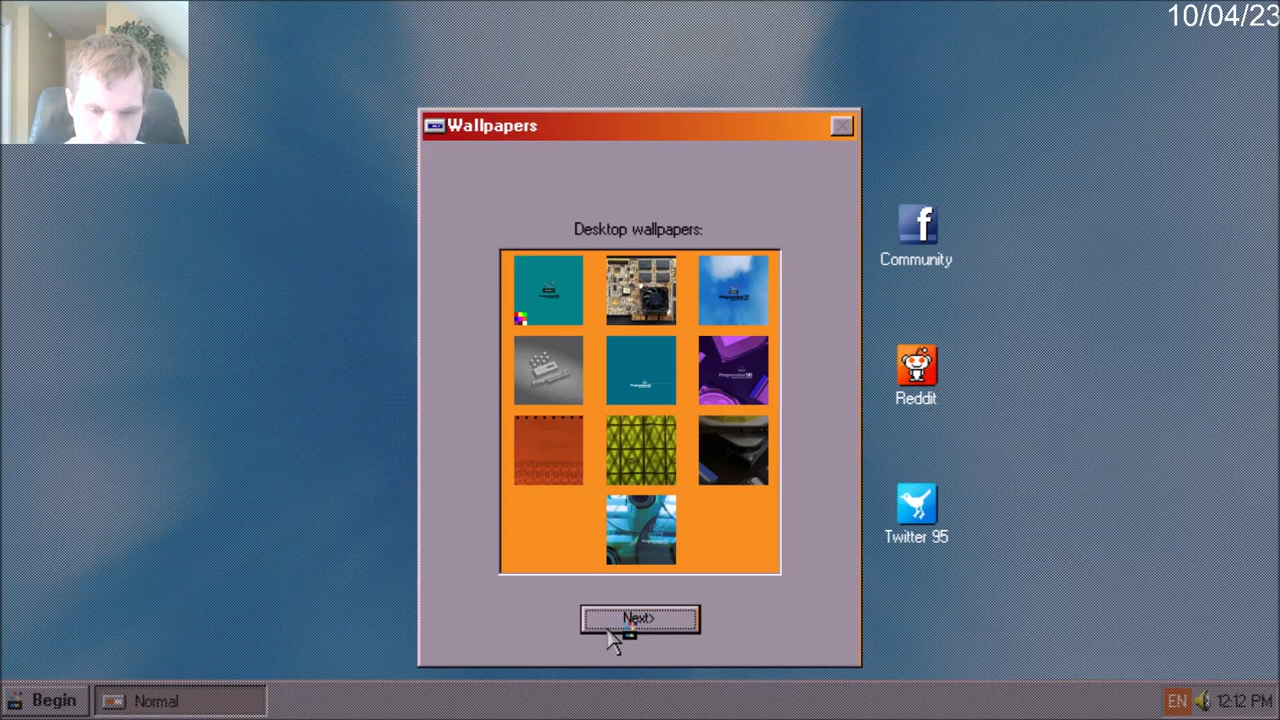 10/04/23
Wallpapers
Desktop wallpapers:
Community
Reddit
Twitter 95
Next>
Begin
Normal
EN
12:12 PM